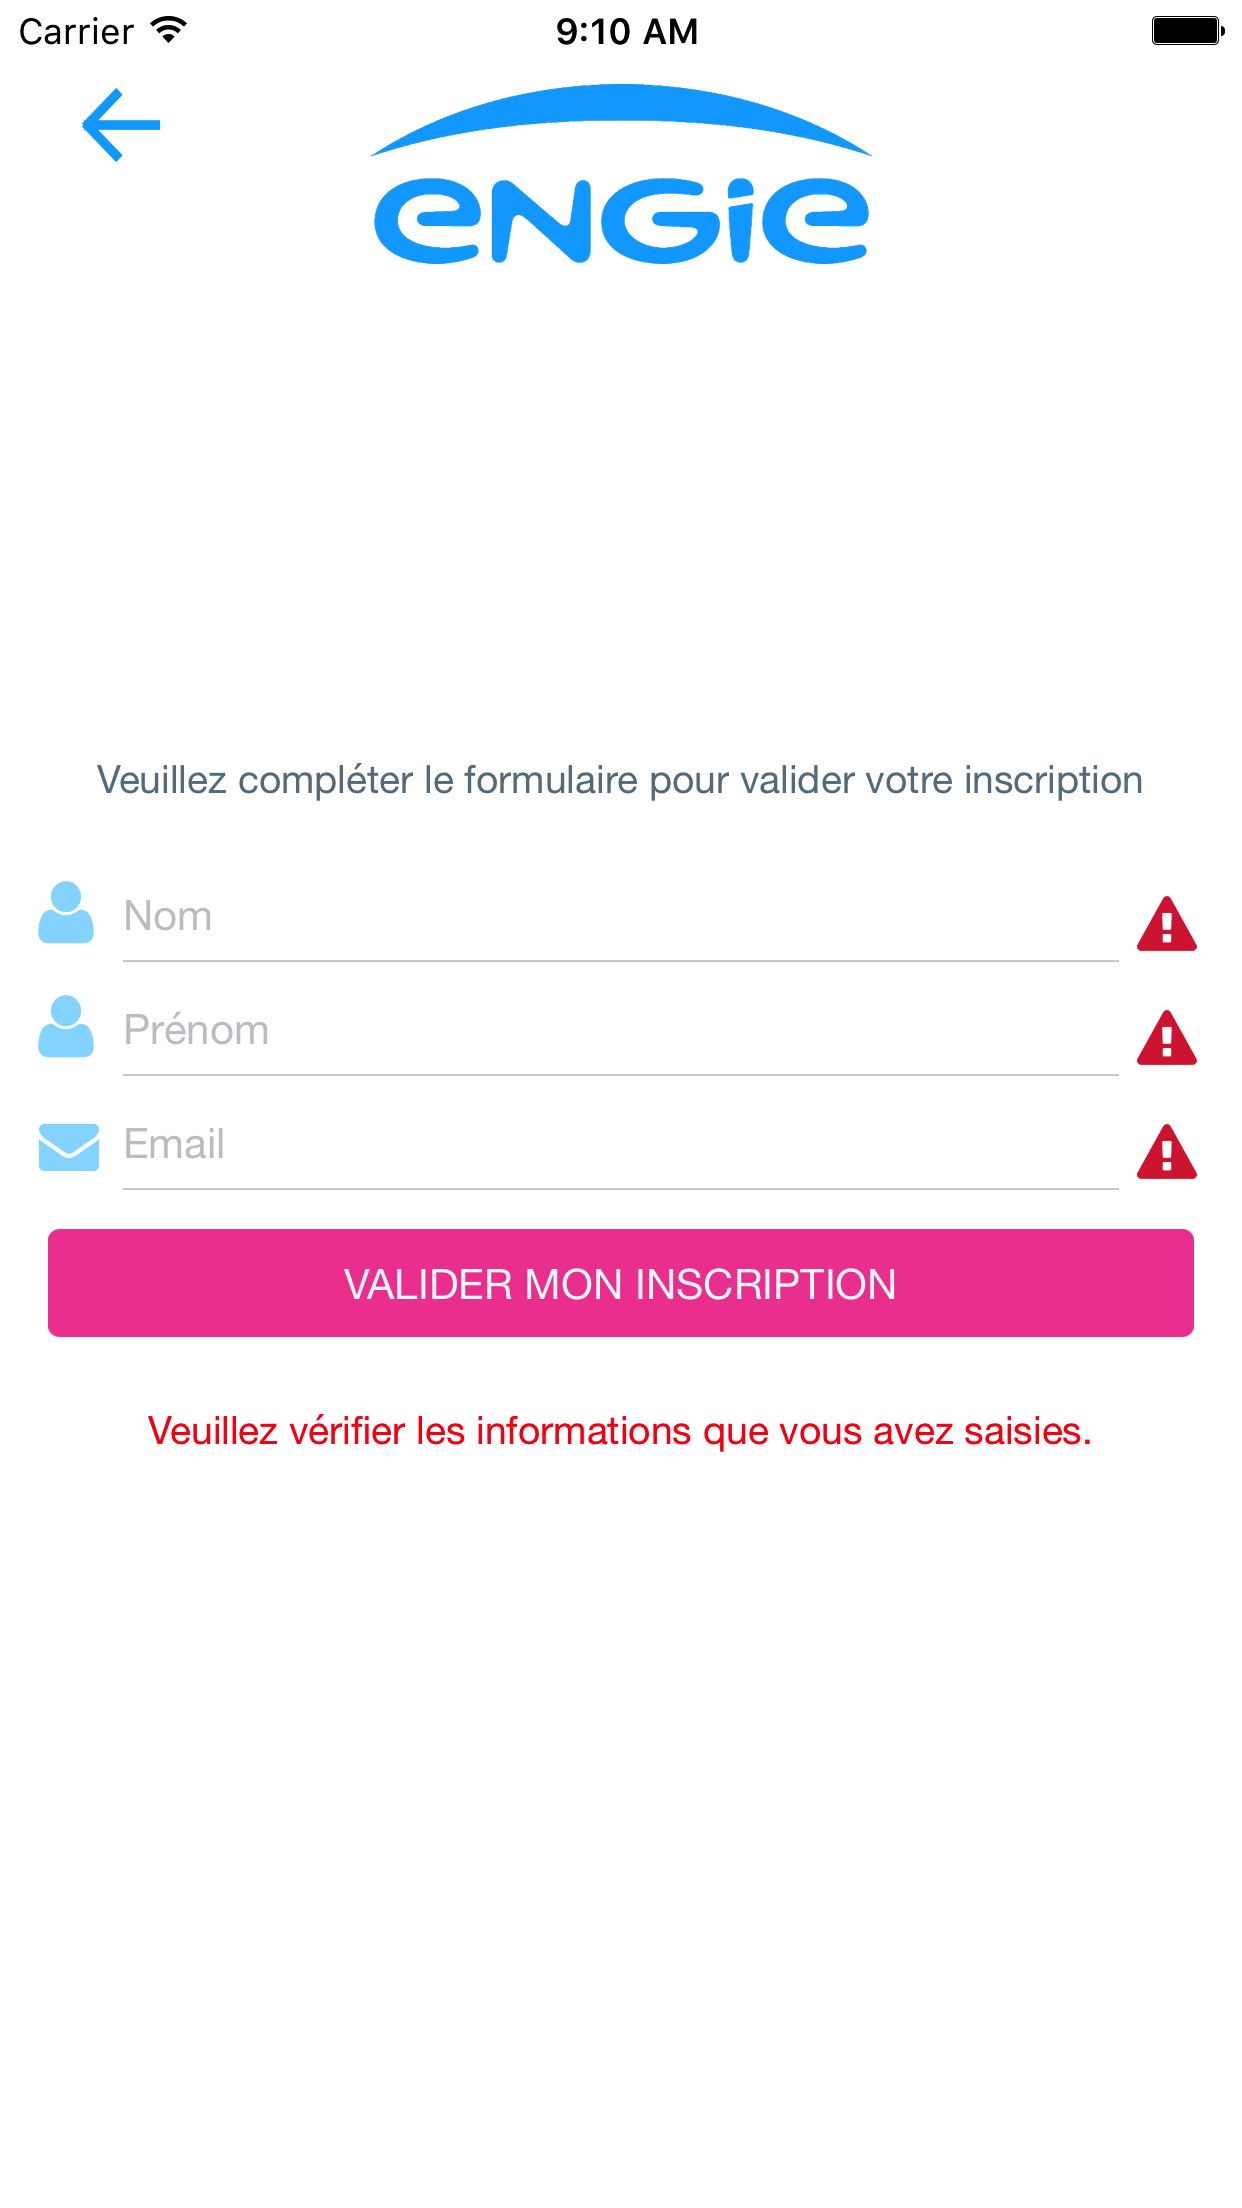 Carrier
9:10 AM
eNGie
Veuillez compléter le formulaire pour valider votre inscription
Nom
Prénom
Email
VALIDER MON INSCRIPTION
Veuillez vérifier les informations que vous avez saisies.